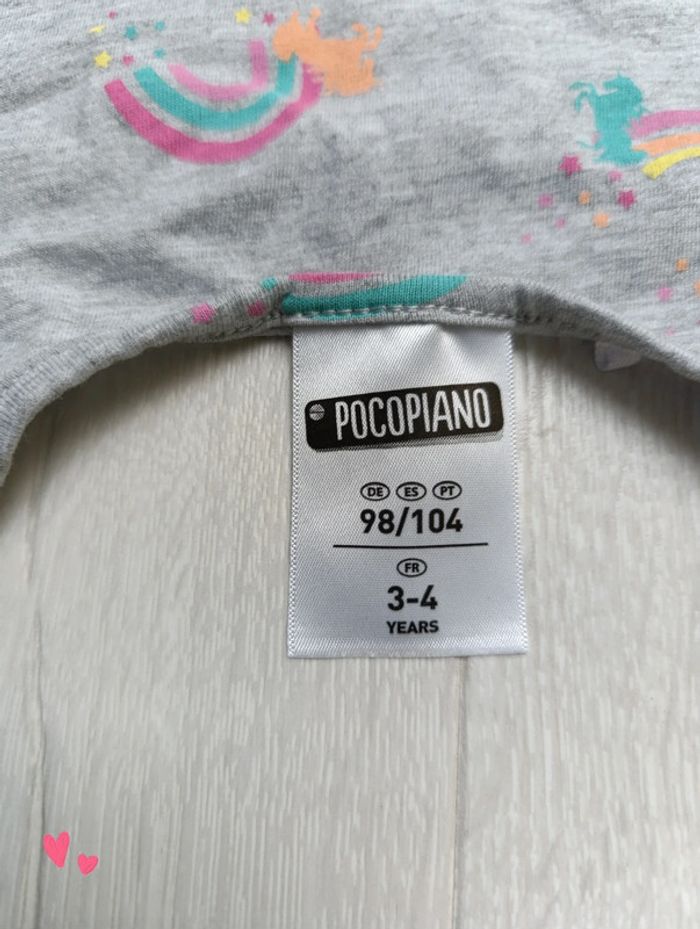 POCOPIANO
DE ES PT
98/104
FR
3-4
YEARS